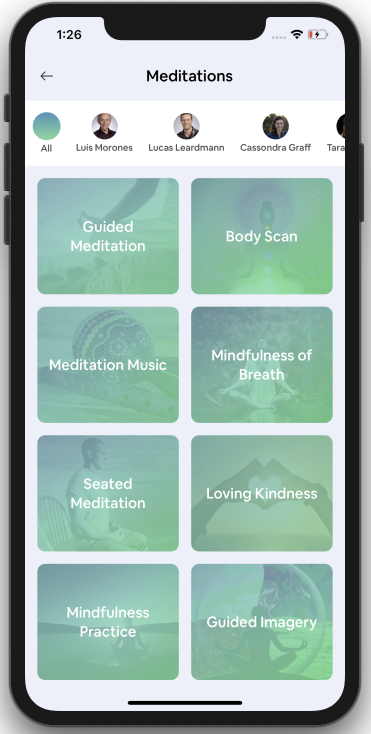 1:26
Meditations
All
Luis Morones
Lucas Leardmann
Cassondra Graff
Tara
Guided
Meditation
Body Scan
Meditation Music
Mindfulness of
Breath
Seated
Meditation
Loving Kindness
Mindfulness
Practice
Guided Imagery